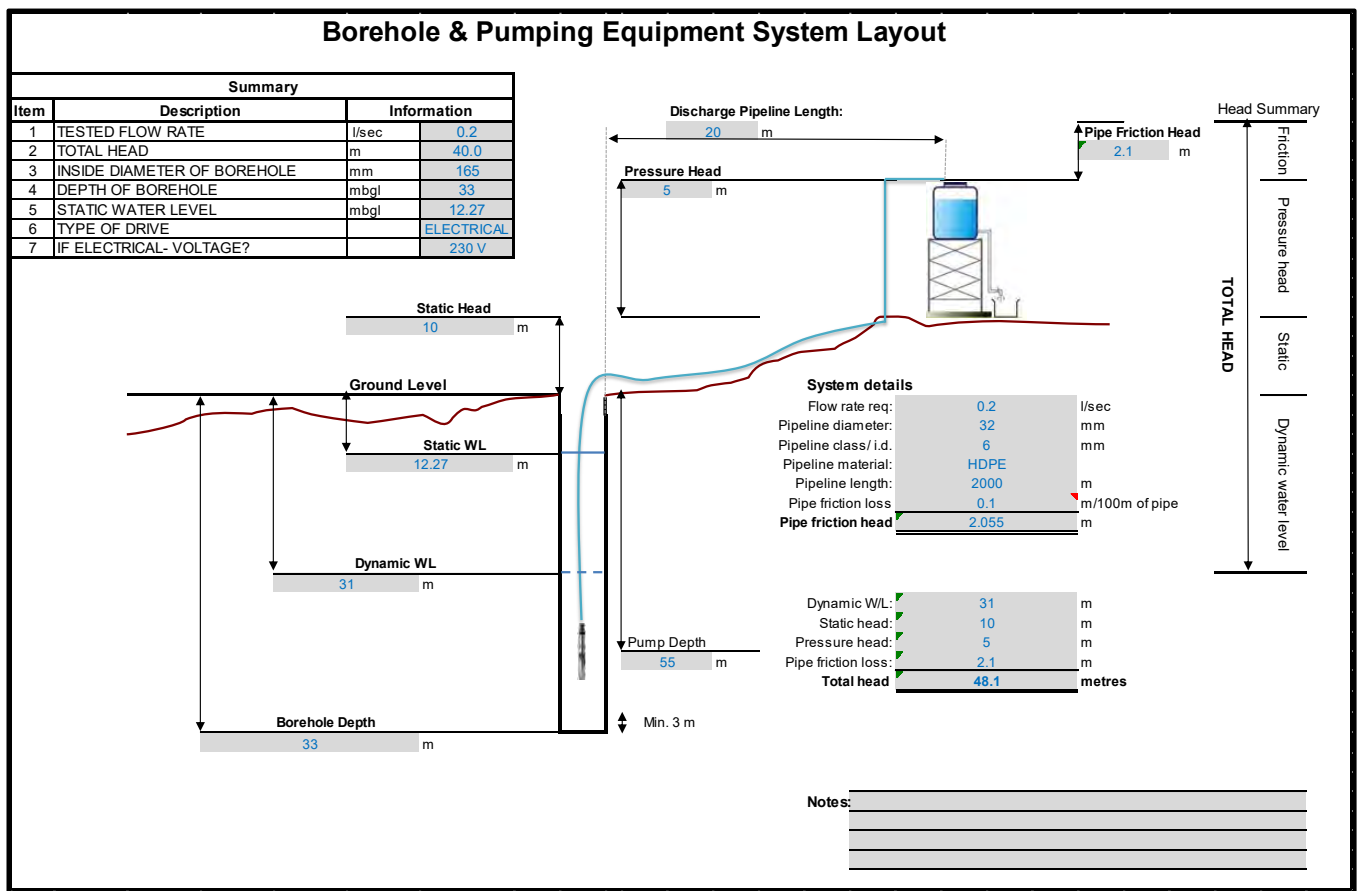 Borehole & Pumping Equipment System Layout
Summary
Item Description Information
1 TESTED FLOW RATE l/sec 0.2
2 TOTAL HEAD m 40.0
3 INSIDE DIAMETER OF BOREHOLE mm 165
4 DEPTH OF BOREHOLE mbgl 33
5 STATIC WATER LEVEL mbgl 12.27
6 TYPE OF DRIVE ELECTRICAL
7 IF ELECTRICAL- VOLTAGE? 230 V
Discharge Pipeline Length:
20 m
Pressure Head
5 m
Pipe Friction Head
2.1 m
Head Summary
Friction
Pressure head
Static
Dynamic water level
TOTAL HEAD
Static Head
10 m
Ground Level
Static WL
12.27 m
Dynamic WL
31 m
Pump Depth
55 m
Borehole Depth
33 m
Min. 3 m
System details
Flow rate req: 0.2 l/sec
Pipeline diameter: 32 mm
Pipeline class/ i.d. 6 mm
Pipeline material: HDPE
Pipeline length: 2000 m
Pipe friction loss 0.1 m/100m of pipe
Pipe friction head 2.055 m
Dynamic W/L: 31 m
Static head: 10 m
Pressure head: 5 m
Pipe friction loss: 2.1 m
Total head 48.1 metres
Notes: